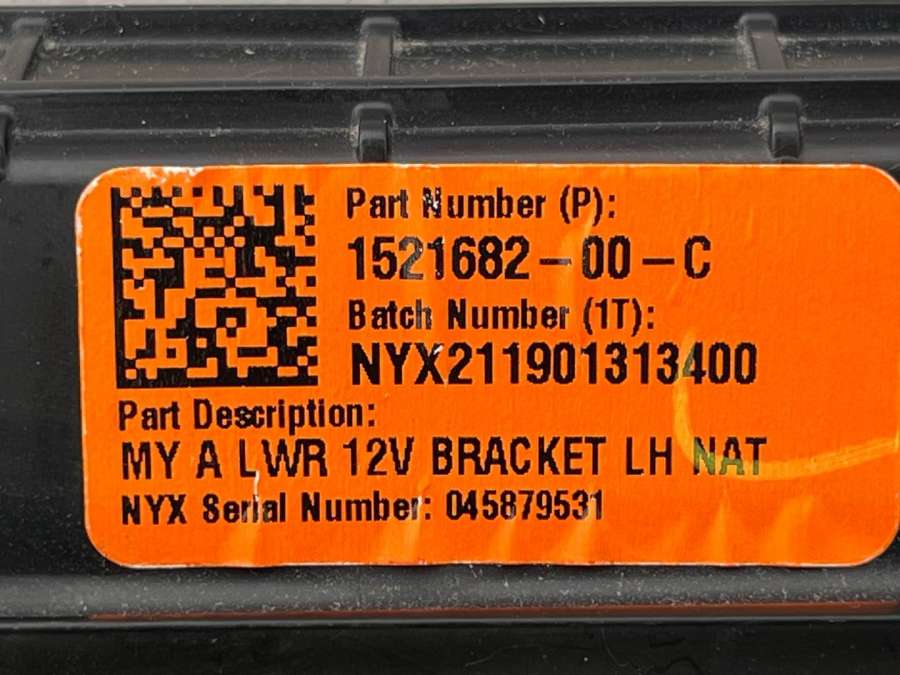 Part Number (P):
1521682-00-C
Batch Number (1T):
NYX211901313400
Part Description:
MY A LWR 12V BRACKET LH NAT
NYX Serial Number: 045879531